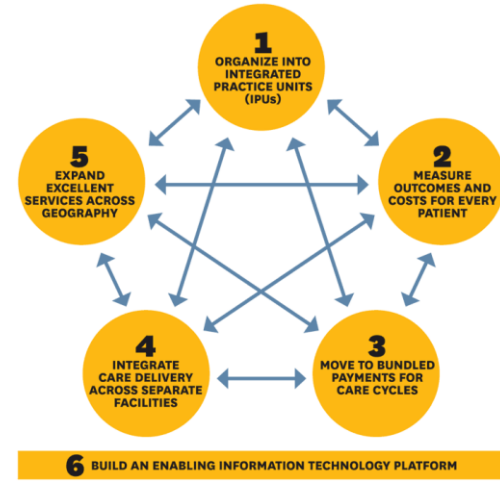 1
ORGANIZE INTO
INTEGRATED
PRACTICE UNITS
(IPUs)
2
MEASURE
OUTCOMES AND
COSTS FOR EVERY
PATIENT
3
MOVE TO BUNDLED
PAYMENTS FOR
CARE CYCLES
4
INTEGRATE
CARE DELIVERY
ACROSS SEPARATE
FACILITIES
5
EXPAND
EXCELLENT
SERVICES ACROSS
GEOGRAPHY
6 BUILD AN ENABLING INFORMATION TECHNOLOGY PLATFORM